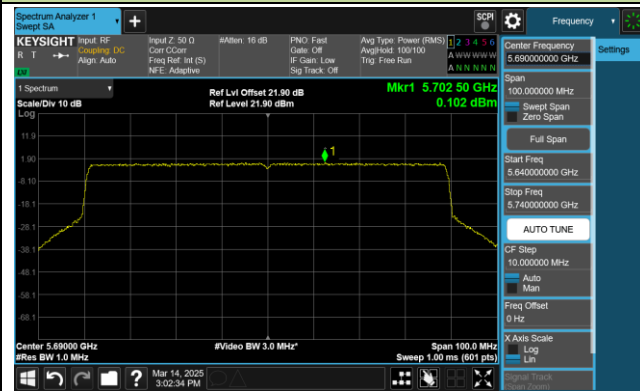 Spectrum Analyzer 1
Swept SA
+
SCPI
Frequency
KEYSIGHT
R T
LXI
Input: RF
Coupling: DC
Align: Auto
Input Z: 50 Ω
Corr CCorr
Freq Ref: Int (S)
NFE: Adaptive
#Atten: 16 dB
PNO: Fast
Gate: Off
IF Gain: Low
Sig Track: Off
Avg Type: Power (RMS)
Avg|Hold: 100/100
Trig: Free Run
1 2 3 4 5 6
A W W W W W
A N N N N N
Center Frequency
5.690000000 GHz
Settings
Span
100.000000 MHz
Swept Span
Zero Span
Full Span
Start Freq
5.640000000 GHz
Stop Freq
5.740000000 GHz
AUTO TUNE
CF Step
10.000000 MHz
Auto
Man
Freq Offset
0 Hz
X Axis Scale
Log
Lin
Signal Track
(Span Zoom)
1 Spectrum
Scale/Div 10 dB
Log
Ref Lvl Offset 21.90 dB
Ref Level 21.90 dBm
Mkr1 5.702 50 GHz
0.102 dBm
11.9
1.90
-8.10
-18.1
-28.1
-38.1
-48.1
-58.1
-68.1
1
Center 5.69000 GHz
#Res BW 1.0 MHz
#Video BW 3.0 MHz*
Span 100.0 MHz
Sweep 1.00 ms (601 pts)
?
Mar 14, 2025
3:02:34 PM